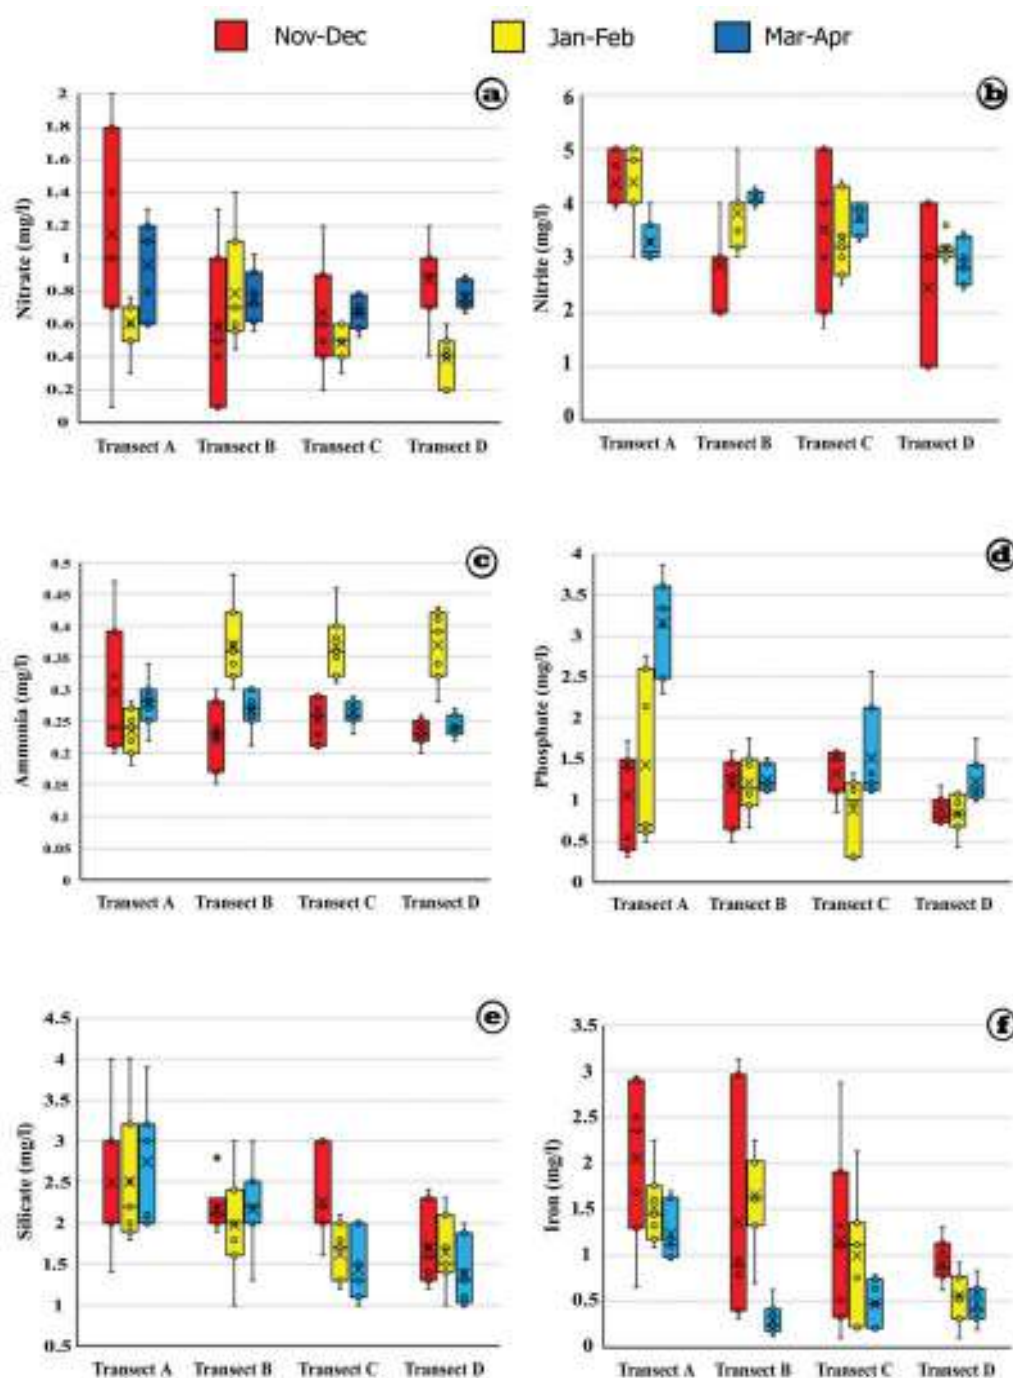 Nov-Dec Jan-Feb Mar-Apr
a
Nitrate (mg/l)
2
1.8
1.6
1.4
1.2
1
0.8
0.6
0.4
0.2
0
Transect A Transect B Transect C Transect D
b
Nitrite (mg/l)
6
5
4
3
2
1
0
Transect A Transect B Transect C Transect D
c
Ammonia (mg/l)
0.5
0.45
0.4
0.35
0.3
0.25
0.2
0.15
0.1
0.05
0
Transect A Transect B Transect C Transect D
d
Phosphate (mg/l)
4
3.5
3
2.5
2
1.5
1
0.5
0
Transect A Transect B Transect C Transect D
e
Silicate (mg/l)
4.5
4
3.5
3
2.5
2
1.5
1
0.5
Transect A Transect B Transect C Transect D
f
Iron (mg/l)
3.5
3
2.5
2
1.5
1
0.5
0
Transect A Transect B Transect C Transect D